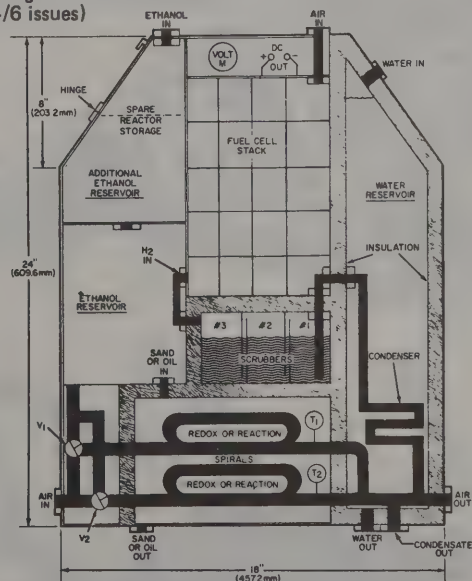 /6 issues)
ETHANOL
IN
AIR
IN
VOLT
M
DC
OUT
+ -
WATER IN
HINGE
8"
(203.2mm)
SPARE
REACTOR
STORAGE
FUEL CELL
STACK
ADDITIONAL
ETHANOL
RESERVOIR
WATER
RESERVOIR
24"
(609.6mm)
H2
IN
INSULATION
ETHANOL
RESERVOIR
#3 #2 #1
SCRUBBERS
SAND
OR OIL
IN
CONDENSER
V1
REDOX OR REACTION
T1
SPIRALS
REDOX OR REACTION
T2
AIR
IN
AIR
OUT
V2
SAND
OR OIL
OUT
WATER
OUT
CONDENSATE
OUT
18"
(457.2mm)